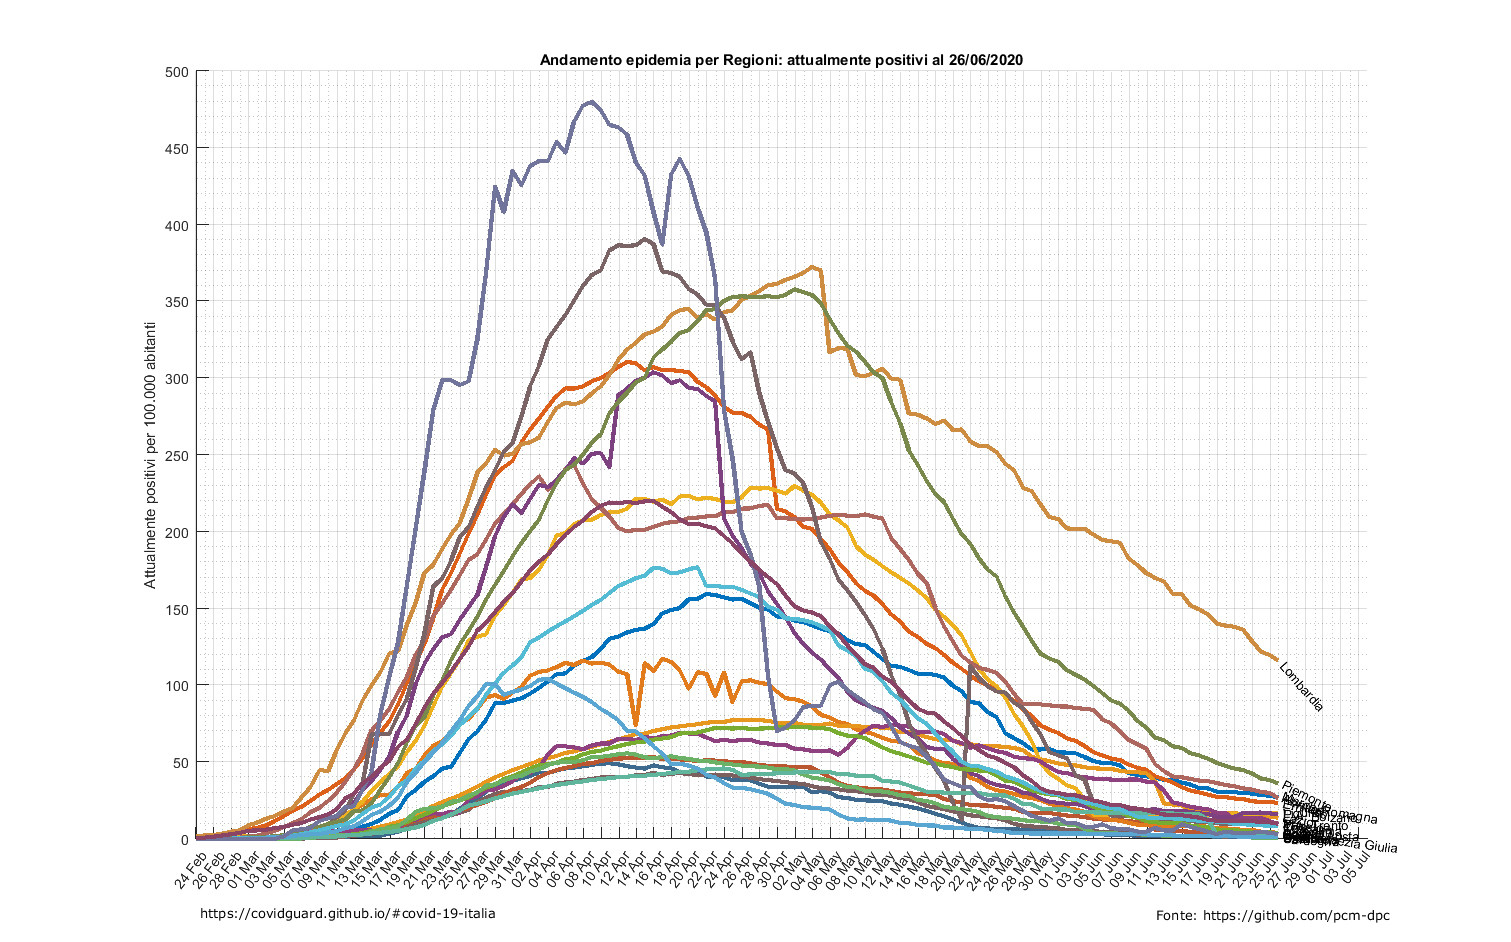 Andamento epidemia per Regioni: attualmente positivi al 26/06/2020
Attualmente positivi per 100.000 abitanti
500
450
400
350
300
250
200
150
100
50
0
Lombardia
Piemonte
24 Feb
26 Feb
28 Feb
01 Mar
03 Mar
05 Mar
07 Mar
09 Mar
11 Mar
13 Mar
15 Mar
17 Mar
19 Mar
21 Mar
23 Mar
25 Mar
27 Mar
29 Mar
31 Mar
02 Apr
04 Apr
06 Apr
08 Apr
10 Apr
12 Apr
14 Apr
16 Apr
18 Apr
20 Apr
22 Apr
24 Apr
26 Apr
28 Apr
30 Apr
02 May
04 May
06 May
08 May
10 May
12 May
14 May
16 May
18 May
20 May
22 May
24 May
26 May
28 May
30 May
01 Jun
03 Jun
05 Jun
07 Jun
09 Jun
11 Jun
13 Jun
15 Jun
17 Jun
19 Jun
21 Jun
23 Jun
25 Jun
27 Jun
29 Jun
01 Jul
03 Jul
05 Jul
https://covidguard.github.io/#covid-19-italia
Fonte: https://github.com/pcm-dpc